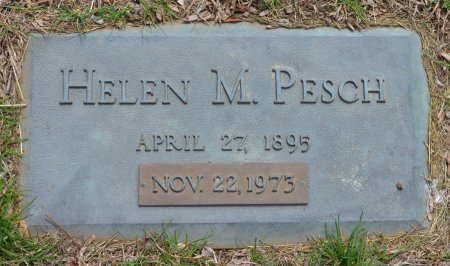 HELEN M. PESCH
APRIL 27, 1895
NOV. 22, 1973